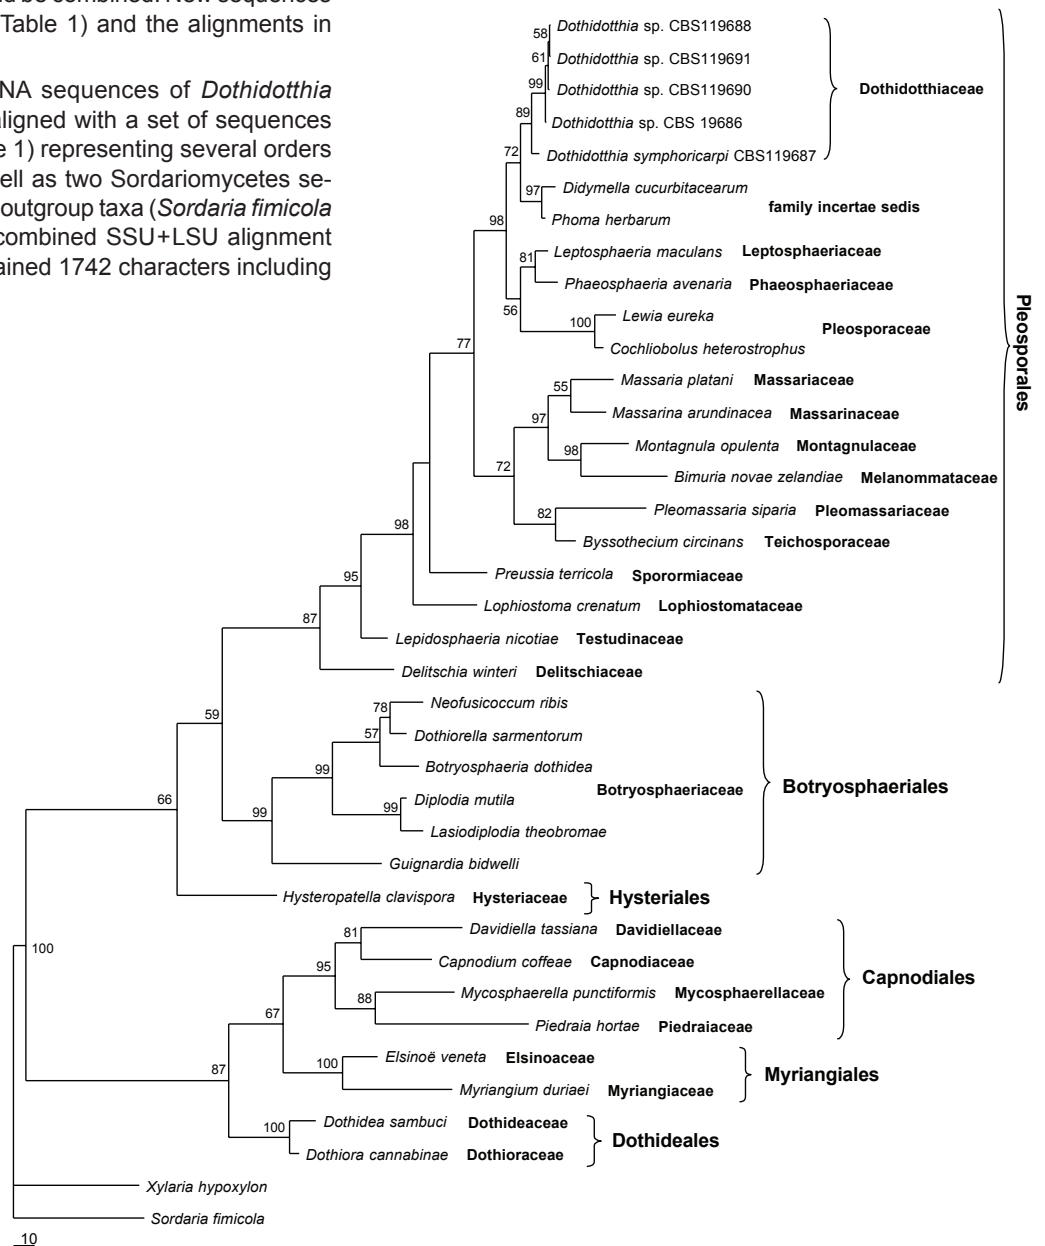 d be combined. New sequences
Table 1) and the alignments in
NA sequences of Dothidotthia
ligned with a set of sequences
e 1) representing several orders
ell as two Sordariomycetes se-
outgroup taxa (Sordaria fimicola
combined SSU+LSU alignment
ained 1742 characters including
Dothidotthia sp. CBS119688
58
Dothidotthia sp. CBS119691
61
Dothidotthia sp. CBS119690
99
Dothidotthiaceae
Dothidotthia sp. CBS 19686
89
Dothidotthia symphoricarpi CBS119687
72
Didymella cucurbitacearum
97
family incertae sedis
Phoma herbarum
98
Leptosphaeria maculans Leptosphaeriaceae
81
Phaeosphaeria avenaria Phaeosphaeriaceae
56
Lewia eureka
100
Pleosporaceae
Cochliobolus heterostrophus
77
Pleosporales
Massaria platani Massariaceae
55
Massarina arundinacea Massarinaceae
97
Montagnula opulenta Montagnulaceae
98
Bimuria novae zelandiae Melanommataceae
72
Pleomassaria siparia Pleomassariaceae
82
Byssothecium circinans Teichosporaceae
98
Preussia terricola Sporormiaceae
95
Lophiostoma crenatum Lophiostomataceae
87
Lepidosphaeria nicotiae Testudinaceae
Delitschia winteri Delitschiaceae
Neofusicoccum ribis
78
59
Dothiorella sarmentorum
57
Botryosphaeria dothidea
99
Botryosphaeriaceae
Botryosphaeriales
Diplodia mutila
99
66
99
Lasiodiplodia theobromae
Guignardia bidwelli
Hysteropatella clavispora Hysteriaceae Hysteriales
Davidiella tassiana Davidiellaceae
81
100
Capnodium coffeae Capnodiaceae
95
Capnodiales
Mycosphaerella punctiformis Mycosphaerellaceae
88
67
Piedraia hortae Piedraiaceae
Elsinoë veneta Elsinoaceae
100
87
Myriangiales
Myriangium duriaei Myriangiaceae
Dothidea sambuci Dothideaceae
100
Dothideales
Dothiora cannabinae Dothioraceae
Xylaria hypoxylon
Sordaria fimicola
10